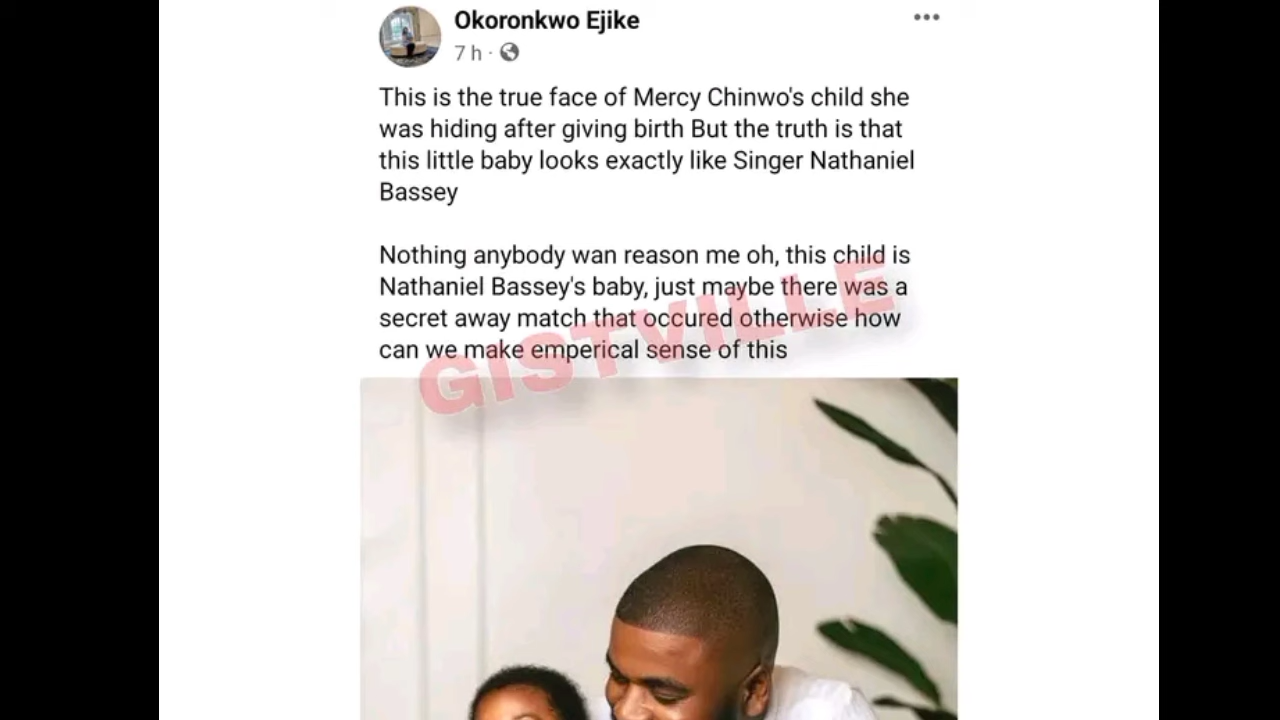 Okoronkwo Ejike
7 h ·
This is the true face of Mercy Chinwo's child she
was hiding after giving birth But the truth is that
this little baby looks exactly like Singer Nathaniel
Bassey
Nothing anybody wan reason me oh, this child is
Nathaniel Bassey's baby, just maybe there was a
secret away match that occured otherwise how
can we make emperical sense of this
GISTVILLE